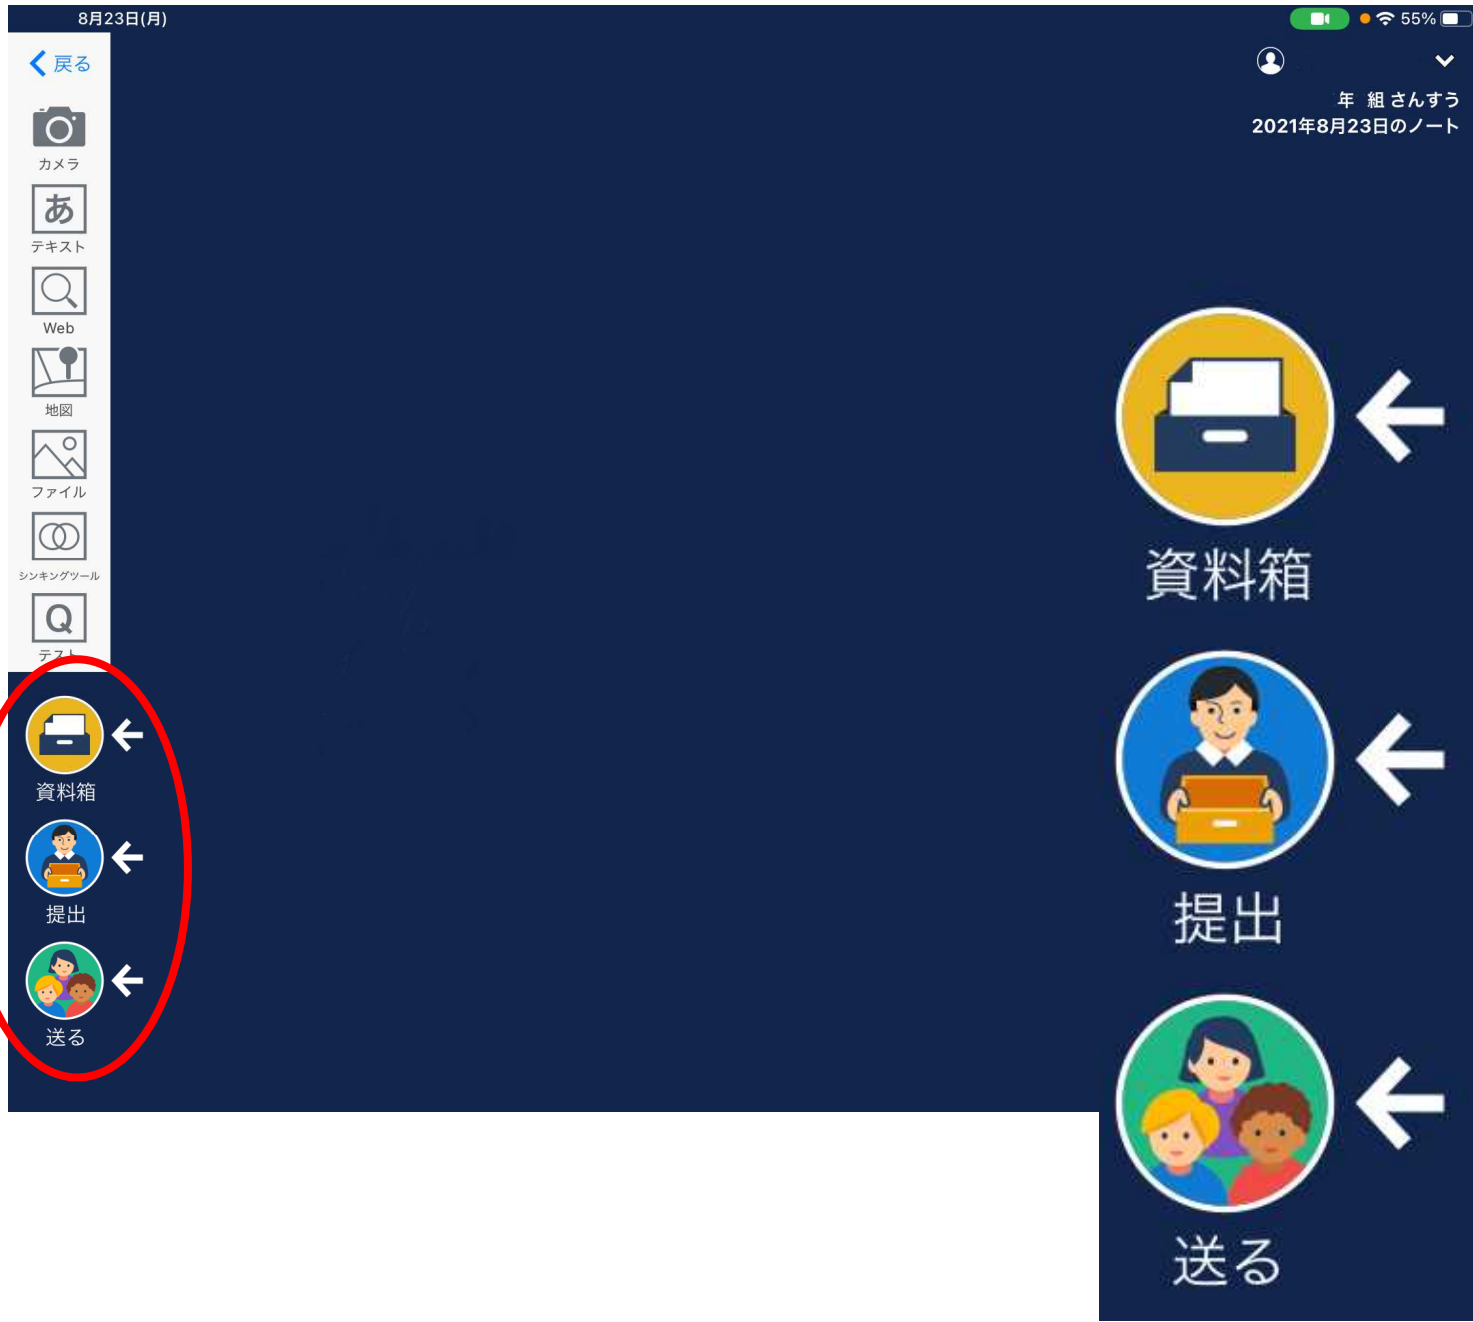 8月23日(月)
55%
戻る
年 組 さんすう
2021年8月23日のノート
カメラ
あ
テキスト
Web
地図
ファイル
シンキングツール
Q
テスト
資料箱
提出
送る
資料箱
提出
送る